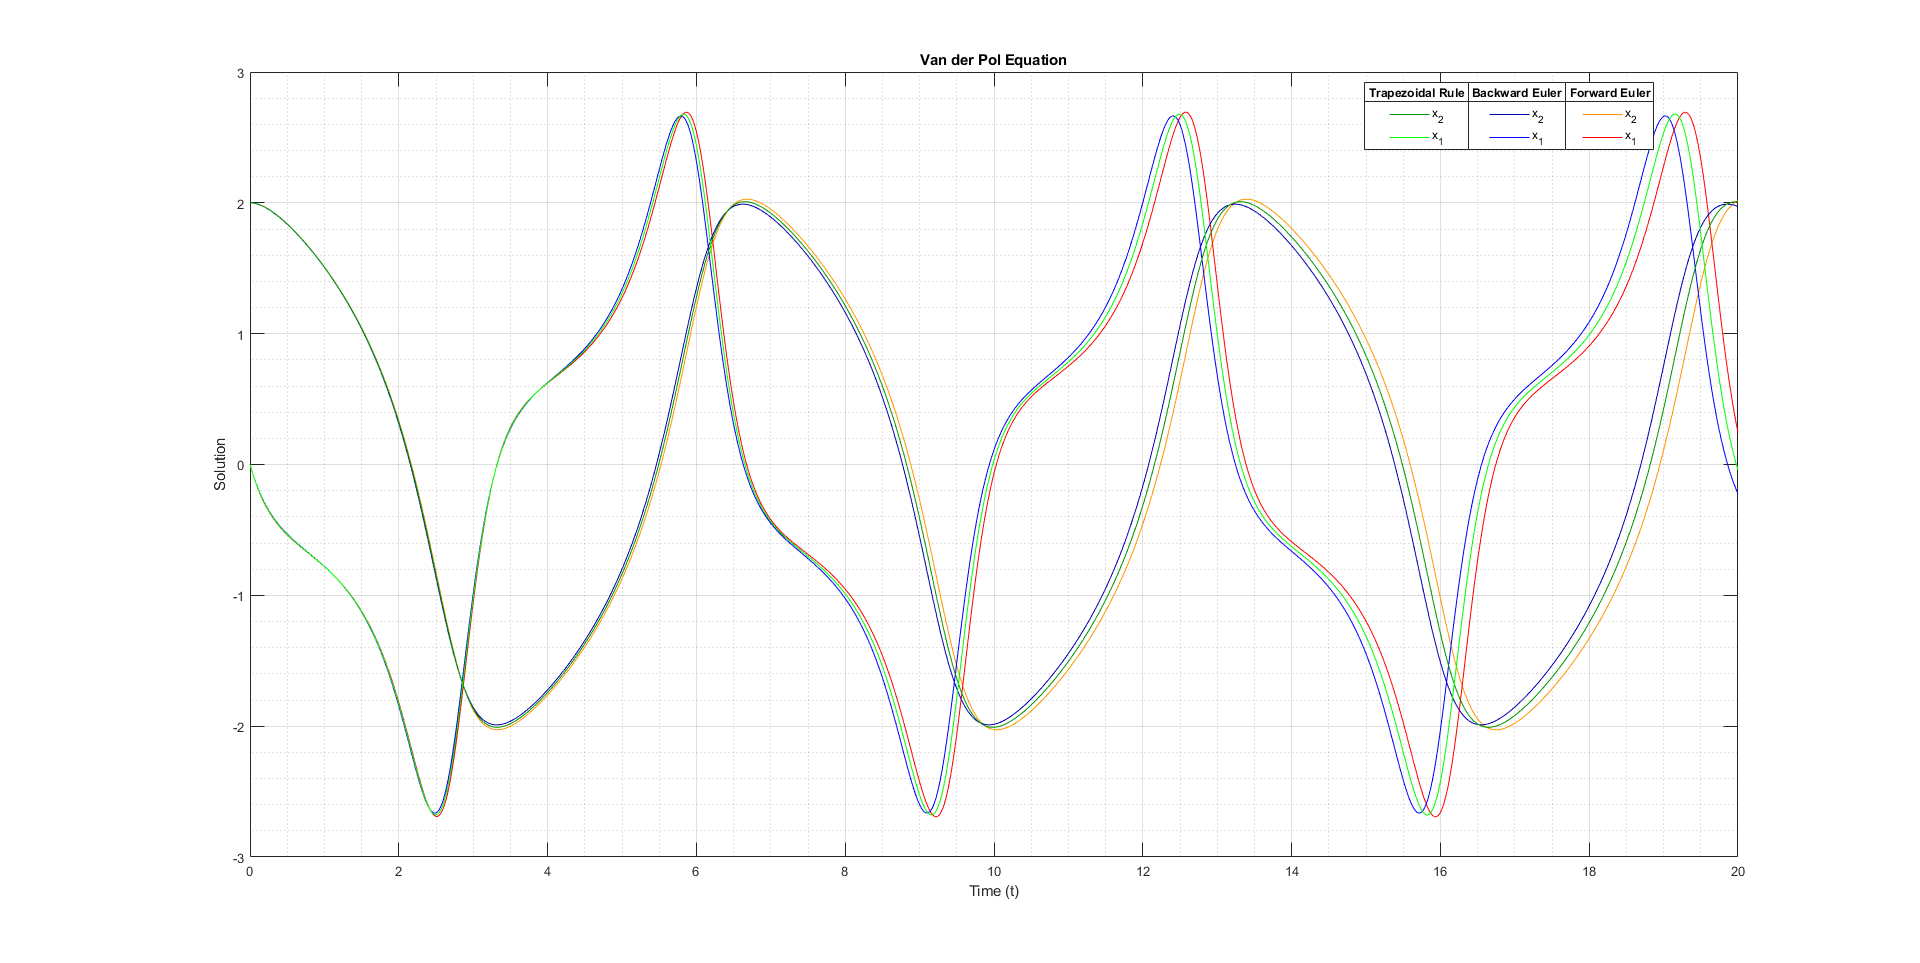 Van der Pol Equation
3
2
1
0
-1
-2
-3
Solution
Trapezoidal Rule Backward Euler Forward Euler
x2 x2 x2
x1 x1 x1
0 2 4 6 8 10 12 14 16 18 20
Time (t)